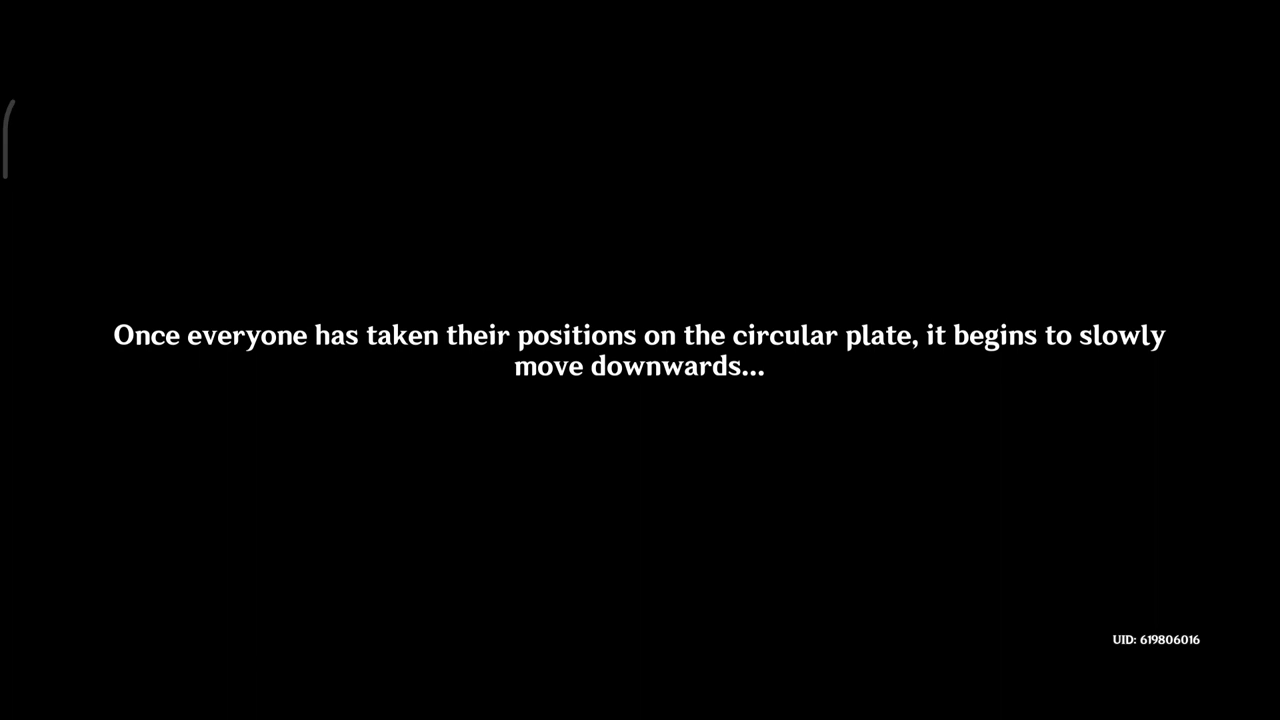 Once everyone has taken their positions on the circular plate, it begins to slowly
move downwards...
UID: 619806016